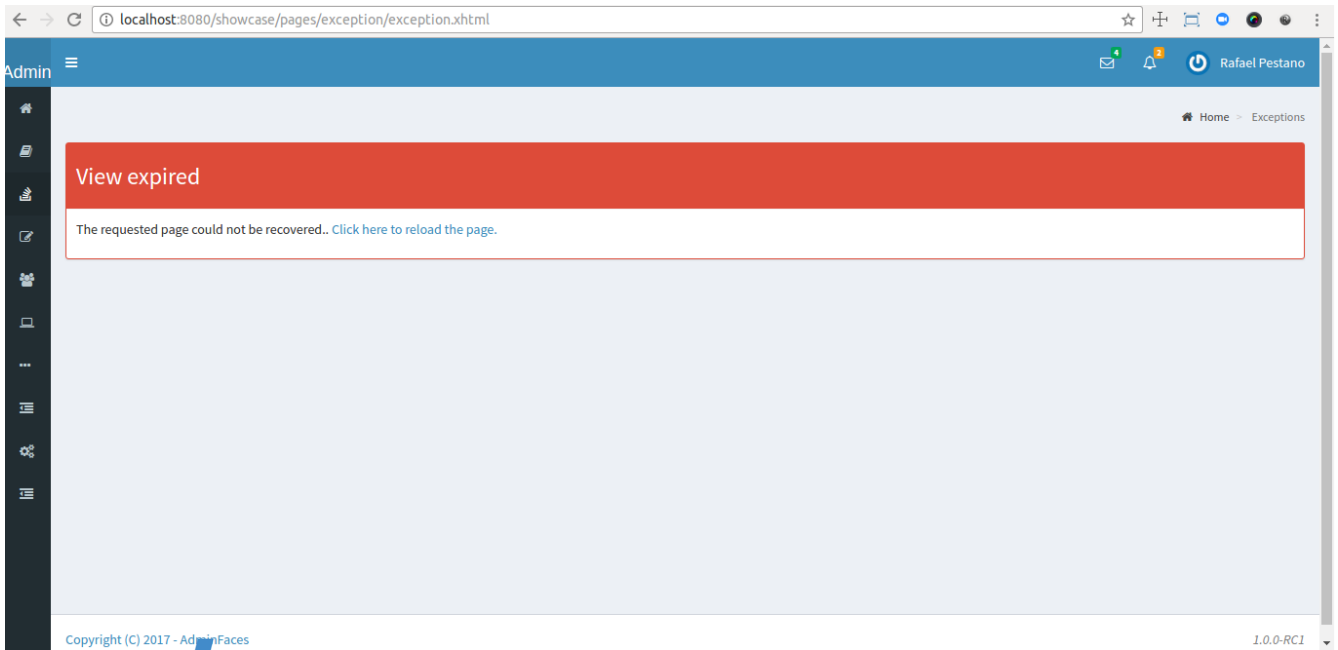 localhost:8080/showcase/pages/exception/exception.xhtml
Admin
4
2
Rafael Pestano
Home > Exceptions
View expired
The requested page could not be recovered.. Click here to reload the page.
Copyright (C) 2017 - AdminFaces
1.0.0-RC1